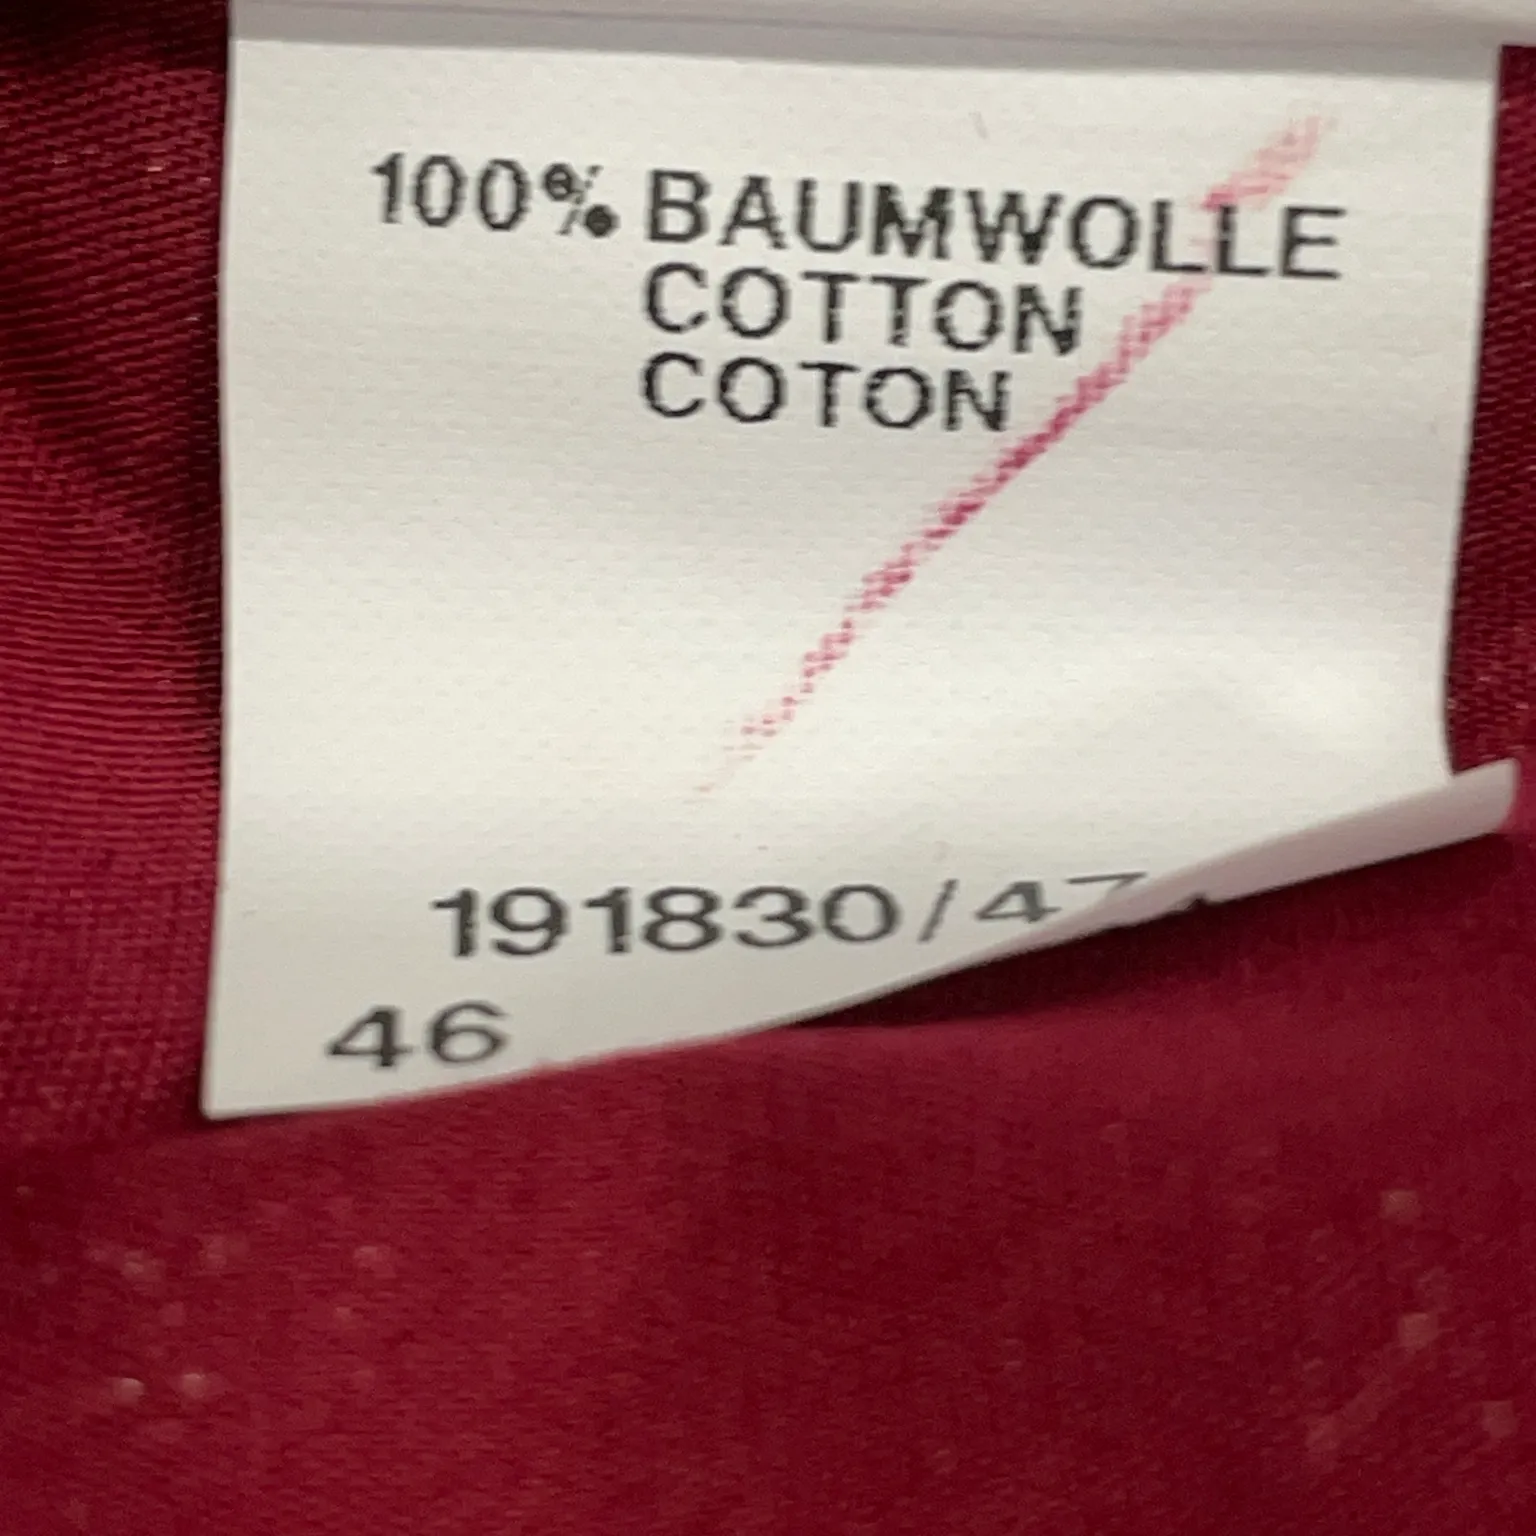 100% BAUMWOLLE
COTTON
COTON
191830/47
46